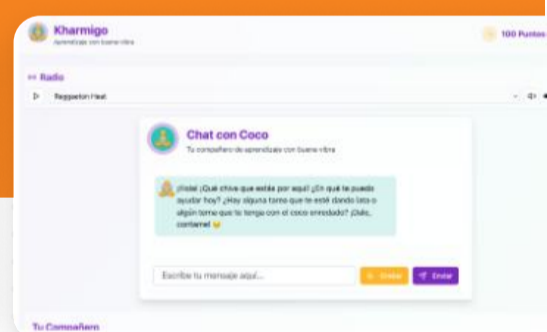 Kharmigo
Aprendizaje con buena vibra
100 Puntos
Radio
Reggaeton Heat
Chat con Coco
Tu compañero de aprendizaje con buena vibra
¡Hola! ¡Qué chiva que estés por aquí! ¿En qué te puedo
ayudar hoy? ¿Hay alguna tarea que te esté dando lata o
algún tema que te tenga con el coco enredado? ¡Dale,
contame! 😊
Escribe tu mensaje aquí...
Enviar
Tu Compañero